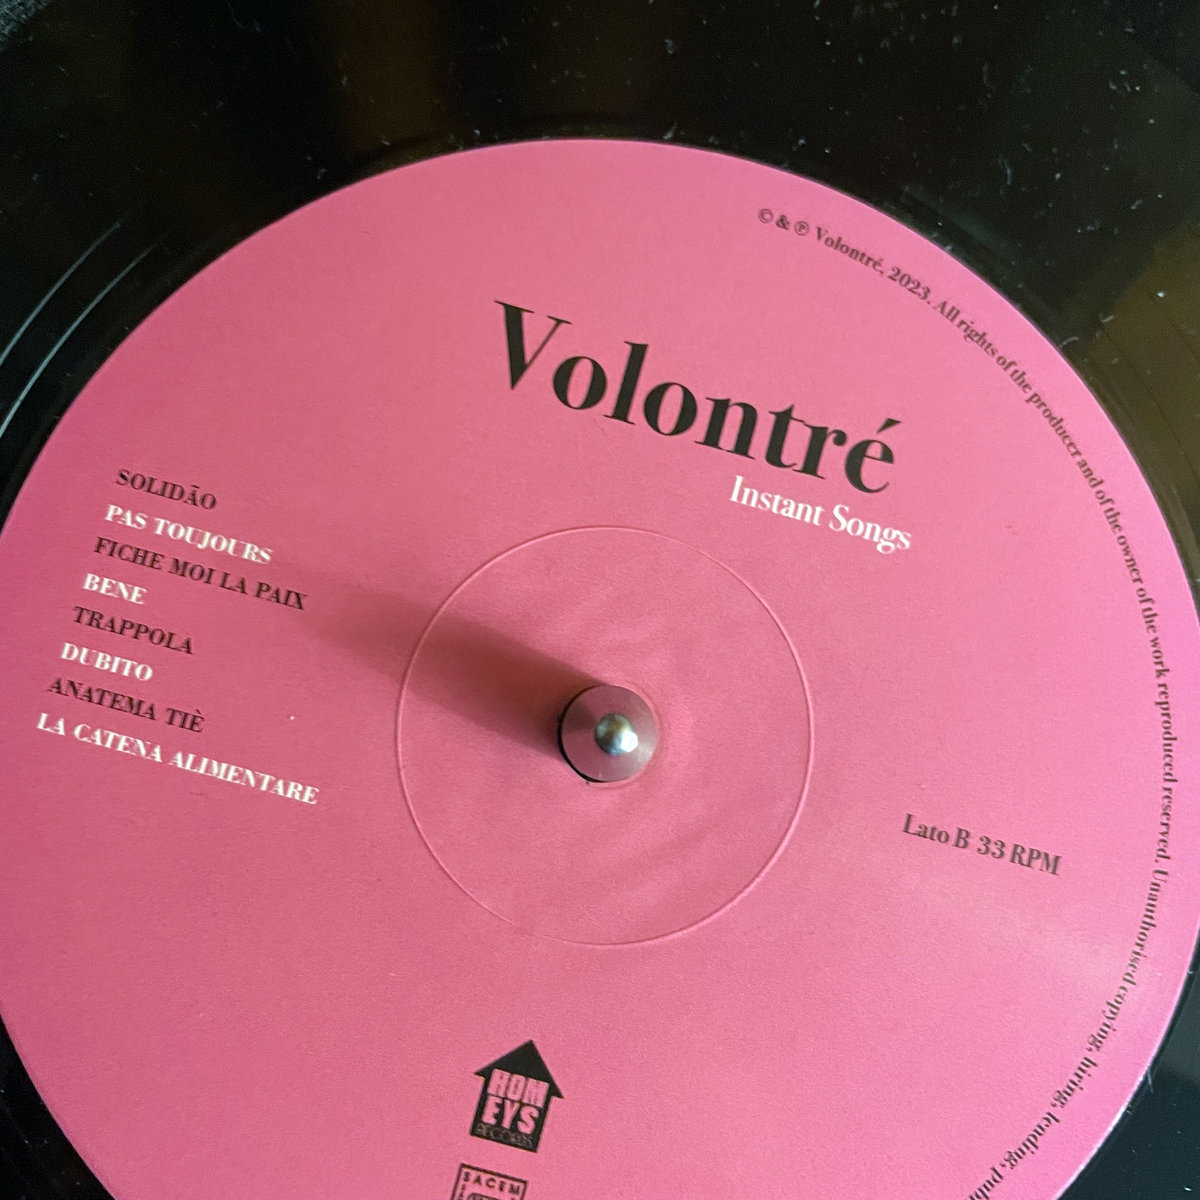 Volontré
Instant Songs
© & ℗ Volontré, 2023. All rights of the producer and of the owner of the work reproduced reserved. Unauthorised copying, hiring, lending, publ
SOLIDÃO
PAS TOUJOURS
FICHE MOI LA PAIX
BENE
TRAPPOLA
DUBITO
ANATEMA TIÈ
LA CATENA ALIMENTARE
Lato B 33 RPM
HOM
EYS
RECORDS
SACEM